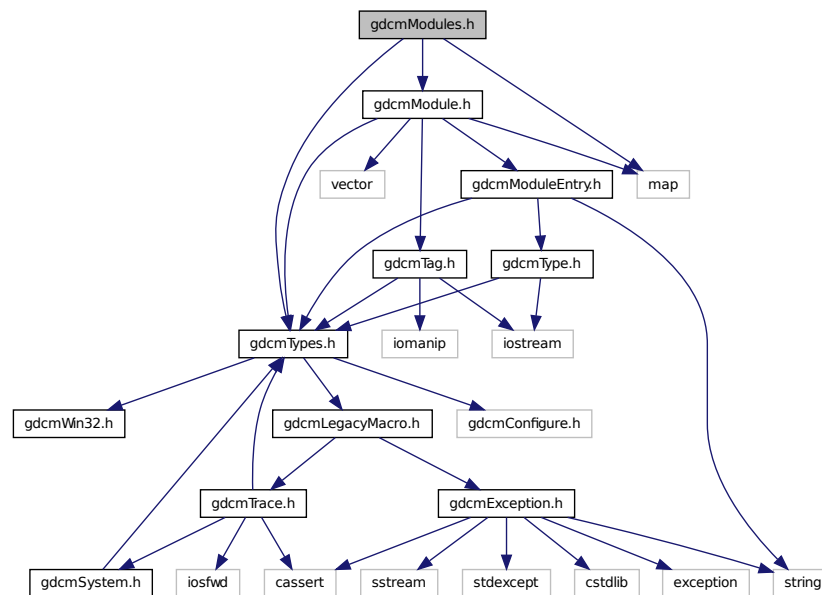 gdcmModules.h
gdcmModule.h
vector
gdcmModuleEntry.h
map
gdcmTag.h
gdcmType.h
gdcmTypes.h
iomanip
iostream
gdcmWin32.h
gdcmLegacyMacro.h
gdcmConfigure.h
gdcmTrace.h
gdcmException.h
gdcmSystem.h
iosfwd
cassert
sstream
stdexcept
cstdlib
exception
string